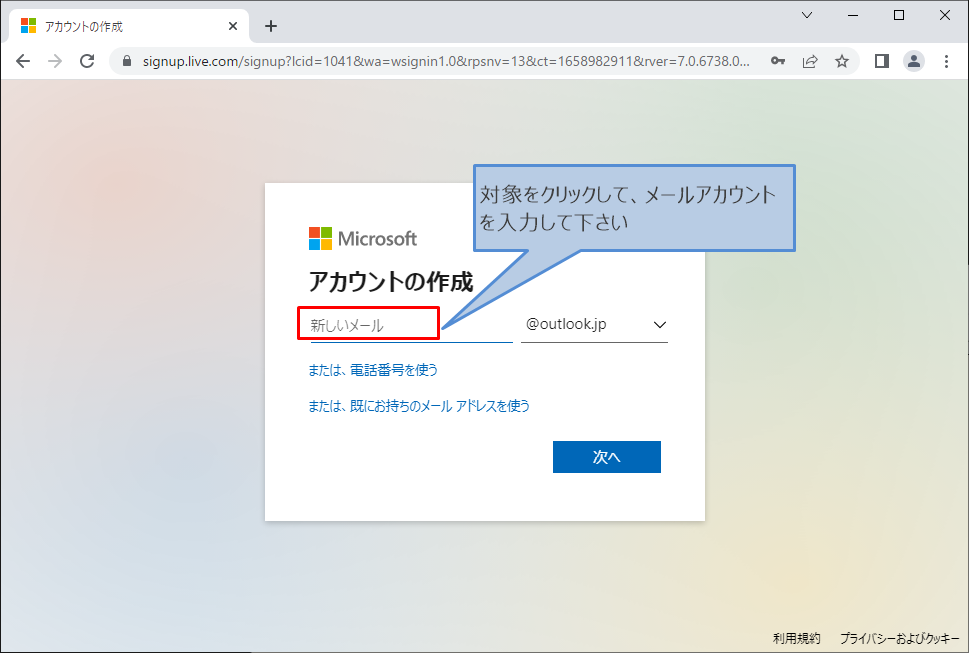 アカウントの作成
signup.live.com/signup?lcid=1041&wa=wsignin1.0&rpsnv=13&ct=1658982911&rver=7.0.6738.0...
対象をクリックして、メールアカウント
を入力して下さい
Microsoft
アカウントの作成
新しいメール
@outlook.jp
または、電話番号を使う
または、既にお持ちのメール アドレスを使う
次へ
利用規約 プライバシーおよびクッキー